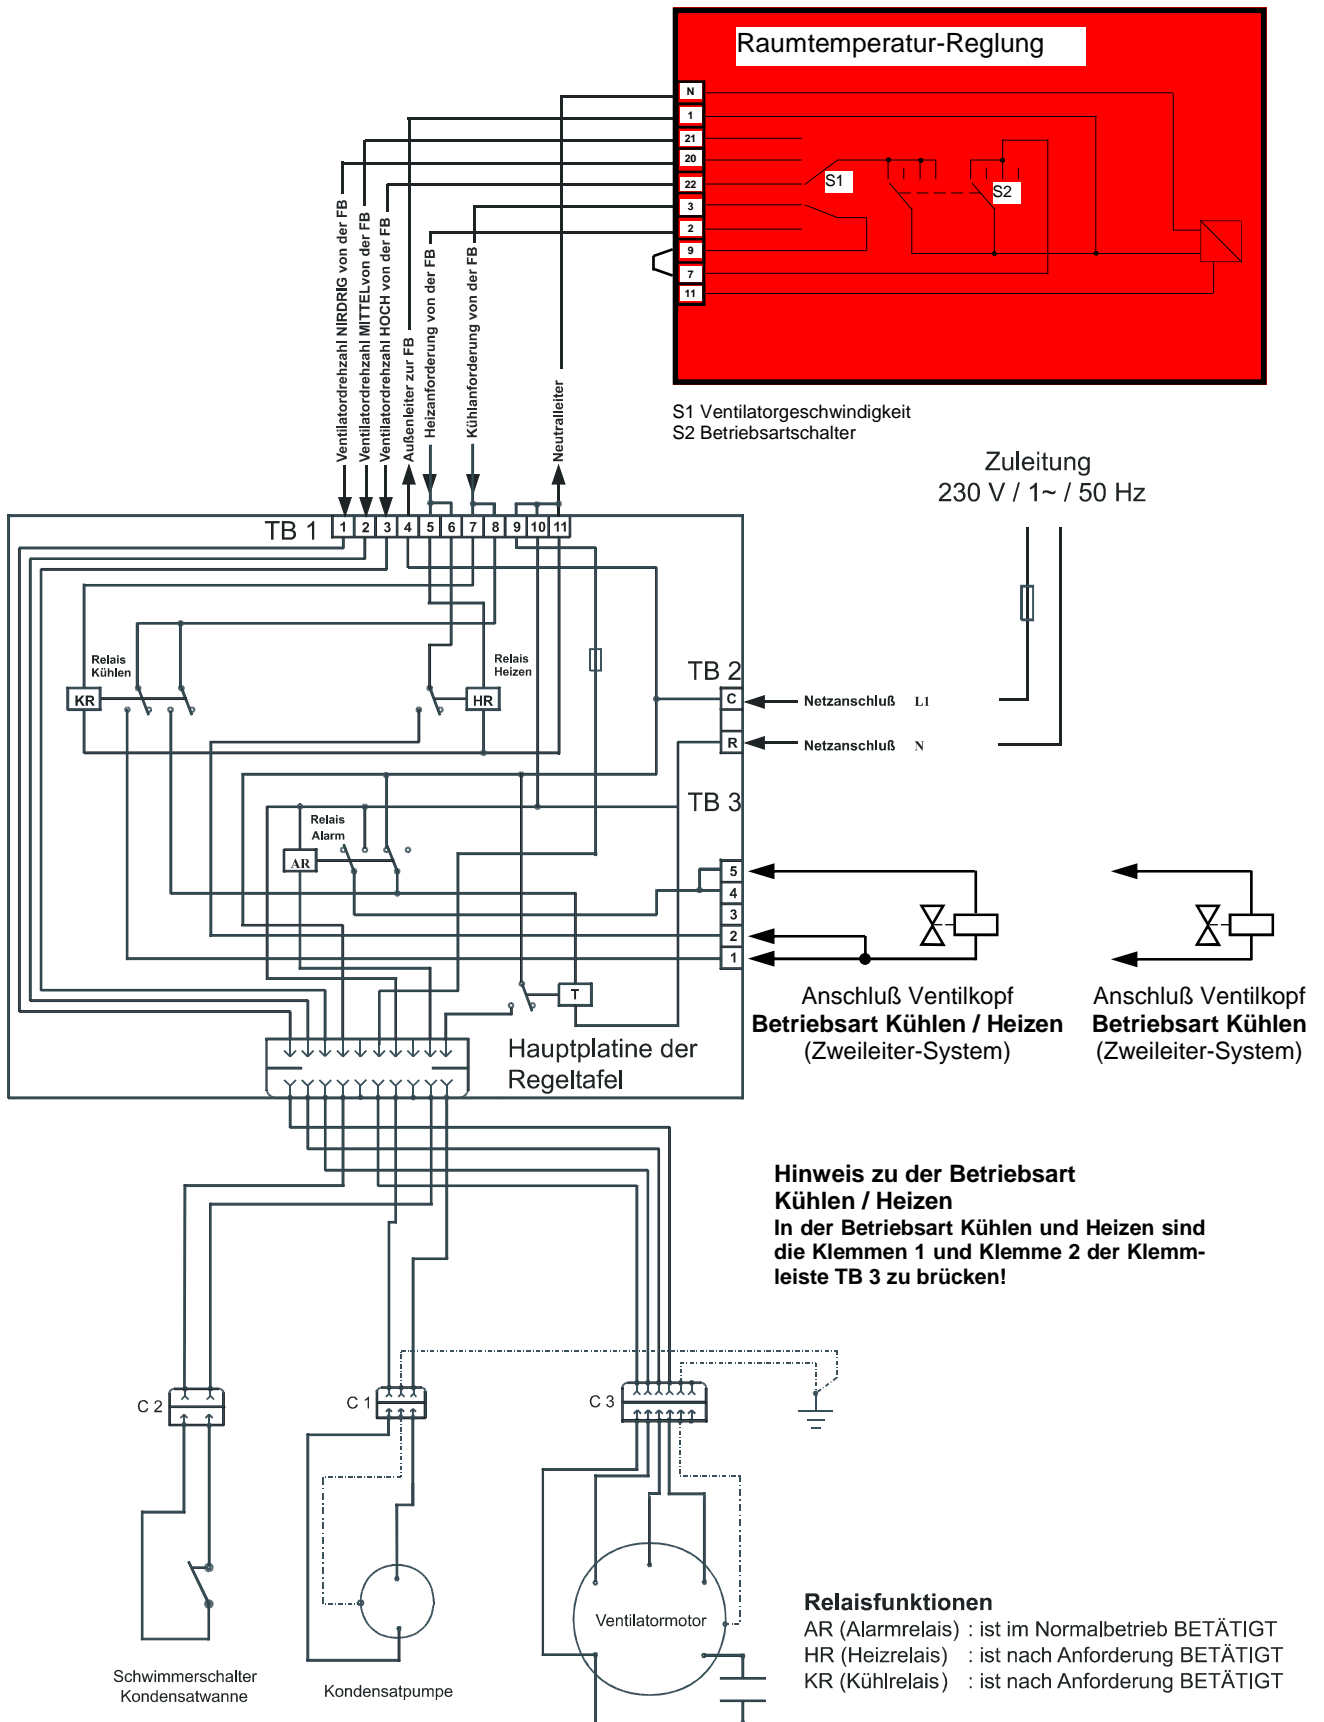 Raumtemperatur-Reglung
N
1
21
20
22
3
2
9
7
11
S1
S2
S1 Ventilatorgeschwindigkeit
S2 Betriebsartschalter
Ventilatordrehzahl NIRDRIG von der FB
Ventilatordrehzahl MITTELvon der FB
Ventilatordrehzahl HOCH von der FB
Außenleiter zur FB
Heizanforderung von der FB
Kühlanforderung von der FB
Neutralleiter
Zuleitung
230 V / 1~ / 50 Hz
TB 1
1 2 3 4 5 6 7 8 9 10 11
Relais
Kühlen
KR
Relais
Heizen
HR
TB 2
C
R
Netzanschluß L1
Netzanschluß N
TB 3
Relais
Alarm
AR
5
4
3
2
1
T
Anschluß Ventilkopf
Betriebsart Kühlen / Heizen
(Zweileiter-System)
Anschluß Ventilkopf
Betriebsart Kühlen
(Zweileiter-System)
Hauptplatine der
Regeltafel
Hinweis zu der Betriebsart
Kühlen / Heizen
In der Betriebsart Kühlen und Heizen sind
die Klemmen 1 und Klemme 2 der Klemm-
leiste TB 3 zu brücken!
C 2
C 1
C 3
Ventilatormotor
Schwimmerschalter
Kondensatwanne
Kondensatpumpe
Relaisfunktionen
AR (Alarmrelais) : ist im Normalbetrieb BETÄTIGT
HR (Heizrelais) : ist nach Anforderung BETÄTIGT
KR (Kühlrelais) : ist nach Anforderung BETÄTIGT